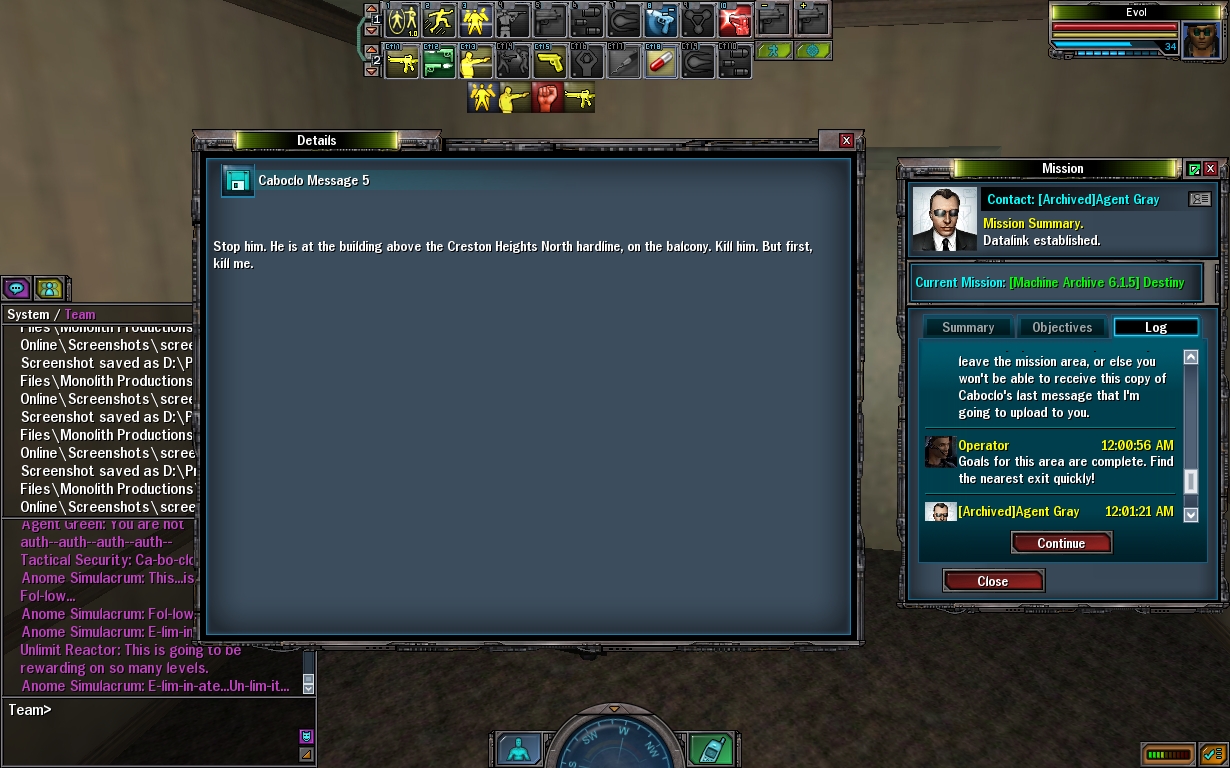 1
1.0
2
Ctrl1
Ctrl2
Evol
34
Details
Caboclo Message 5
Stop him. He is at the building above the Creston Heights North hardline, on the balcony. Kill him. But first,
kill me.
Mission
Contact: [Archived]Agent Gray
Mission Summary.
Datalink established.
Current Mission: [Machine Archive 6.1.5] Destiny
Summary
Objectives
Log
leave the mission area, or else you
won't be able to receive this copy of
Caboclo's last message that I'm
going to upload to you.
Operator 12:00:56 AM
Goals for this area are complete. Find
the nearest exit quickly!
[Archived]Agent Gray 12:01:21 AM
Continue
Close
System / Team
Files\Monolith Productions
Online\Screenshots\scree
Screenshot saved as D:\P
Files\Monolith Productions
Online\Screenshots\scree
Screenshot saved as D:\P
Files\Monolith Productions
Online\Screenshots\scree
Screenshot saved as D:\Pr
Files\Monolith Productions
Online\Screenshots\scree
Agent Green: You are not
auth--auth--auth--auth--
Tactical Security: Ca-bo-clo
Anome Simulacrum: This...is
Fol-low...
Anome Simulacrum: Fol-low
Anome Simulacrum: E-lim-in
Unlimit Reactor: This is going to be
rewarding on so many levels.
Anome Simulacrum: E-lim-in-ate...Un-lim-it...
Team>
SW
W
NW
S